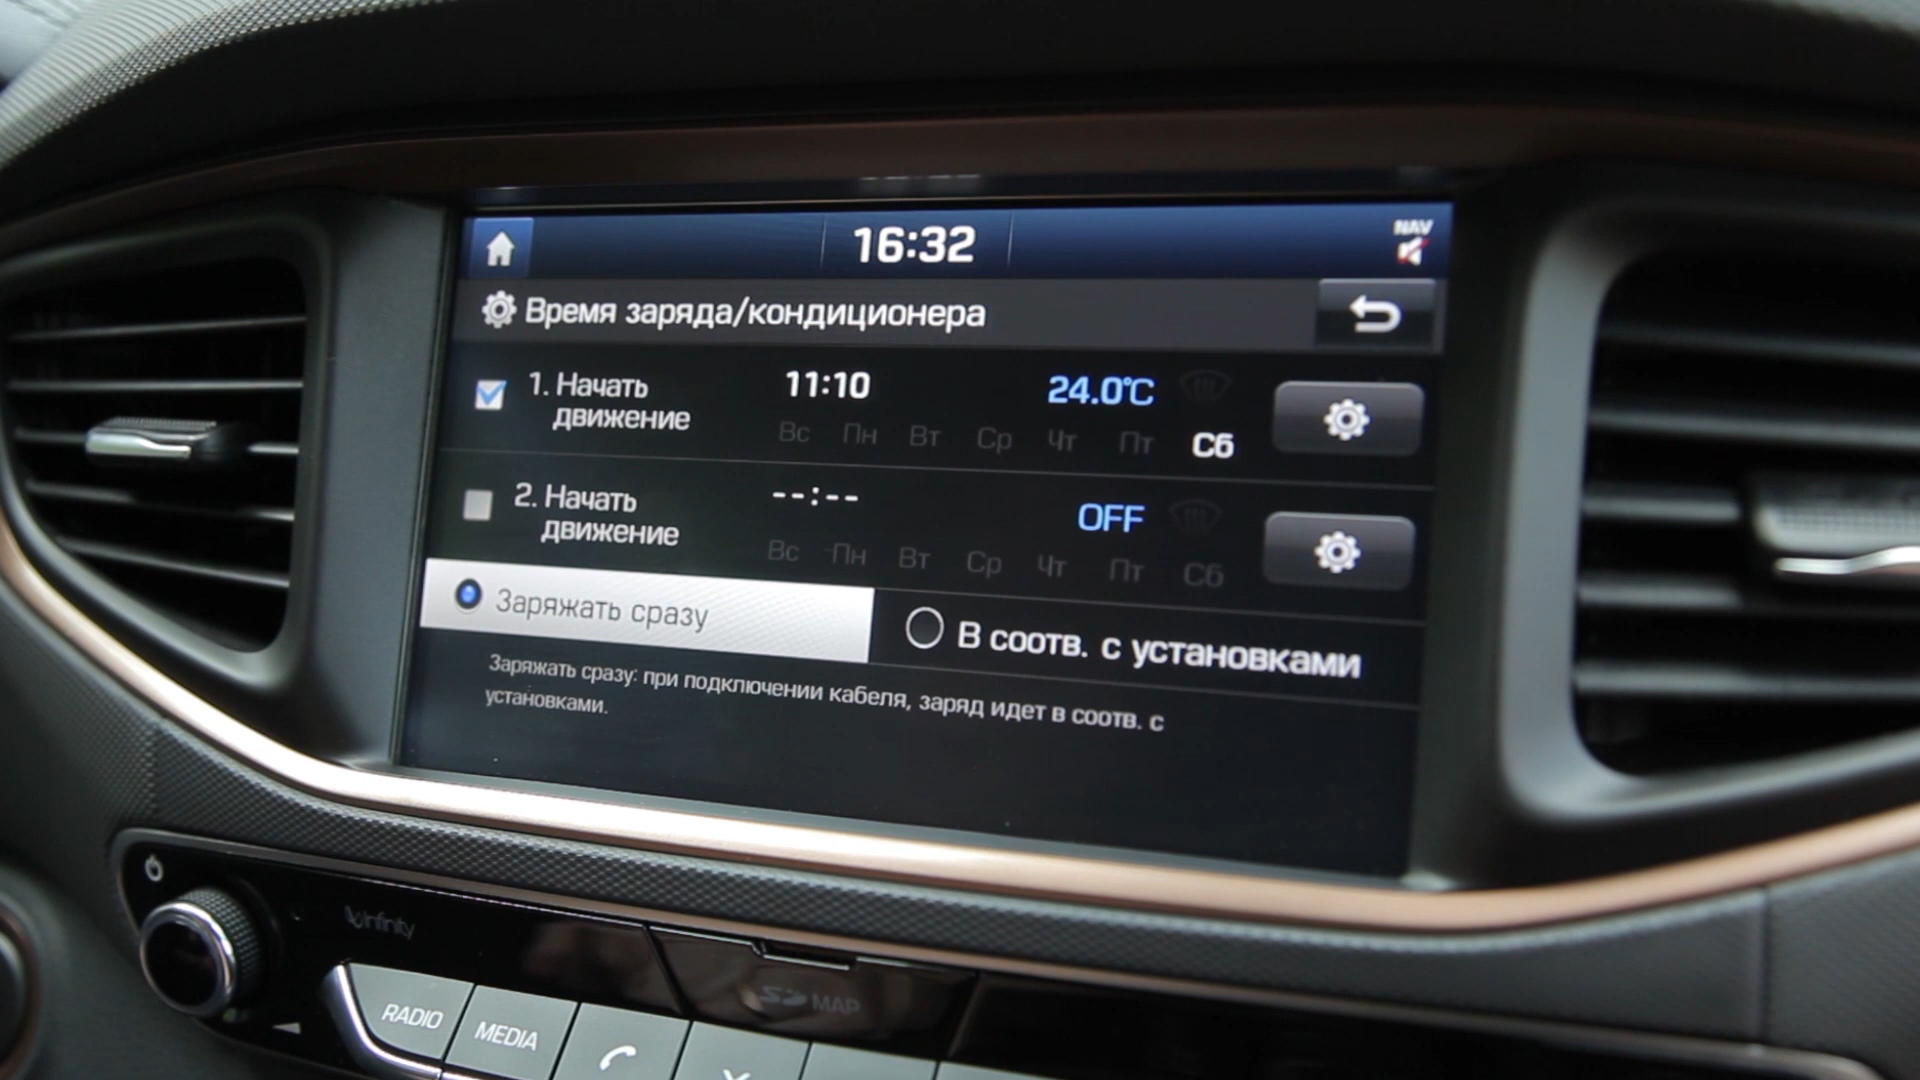 16:32
NAV
Время заряда/кондиционера
1. Начать движение
11:10
24.0℃
Вс Пн Вт Ср Чт Пт Сб
2. Начать движение
--:--
OFF
Вс Пн Вт Ср Чт Пт Сб
Заряжать сразу
В соотв. с установками
Заряжать сразу: при подключении кабеля, заряд идет в соотв. с
установками.
infinity
RADIO
MEDIA
SD MAP